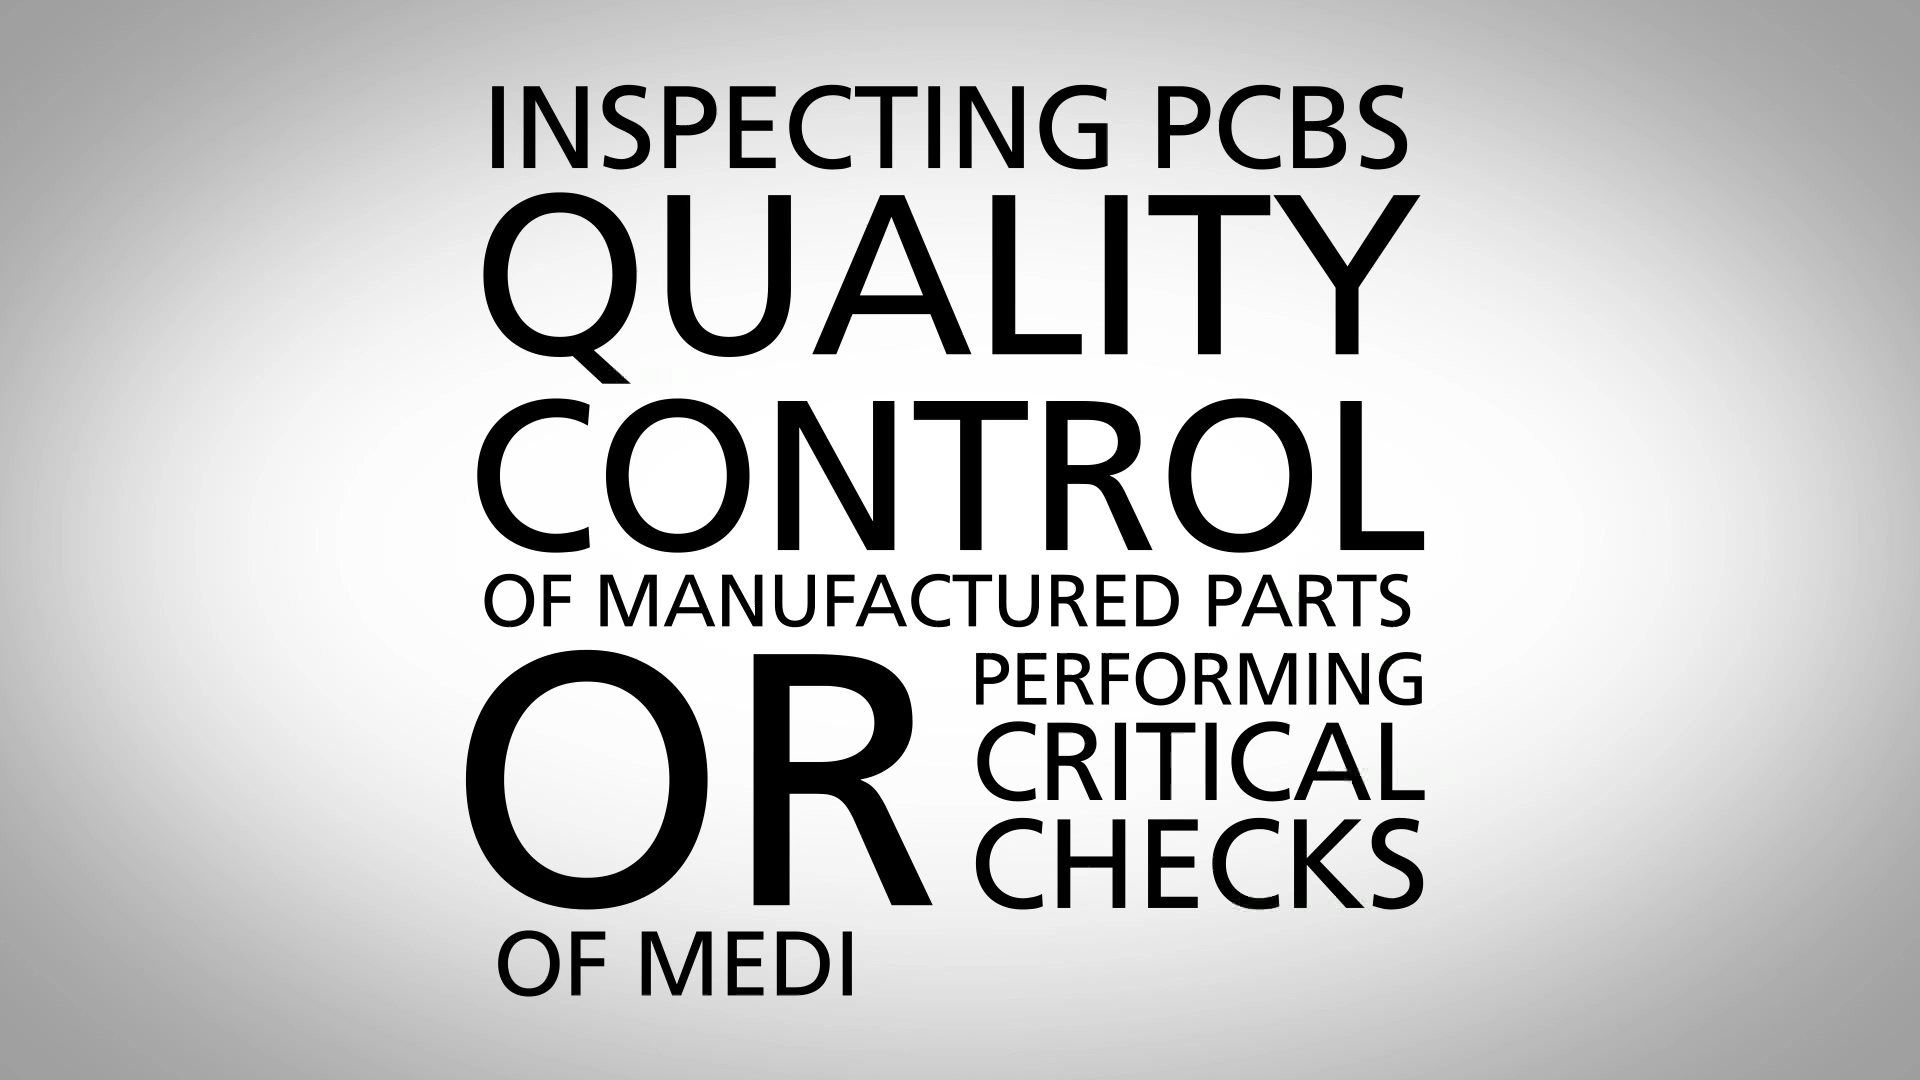 INSPECTING PCBS
QUALITY
CONTROL
OF MANUFACTURED PARTS
OR
PERFORMING
CRITICAL
CHECKS
OF MEDI